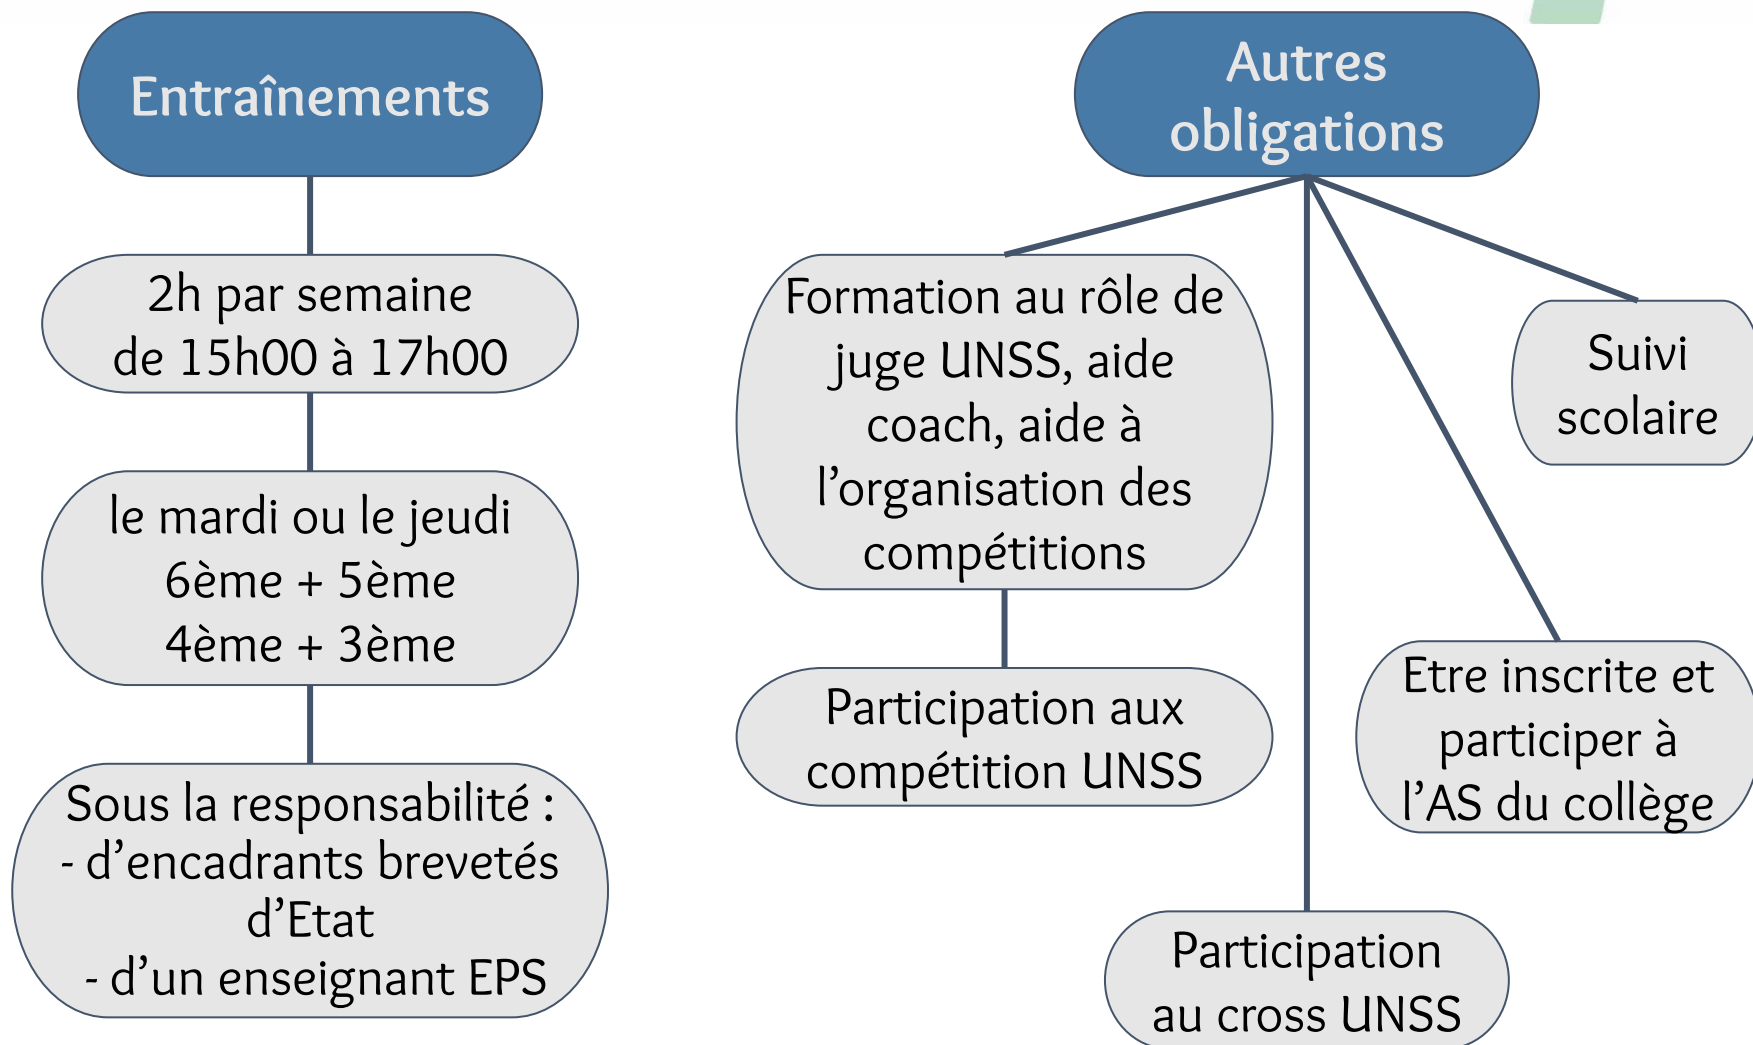 Entraînements
2h par semaine
de 15h00 à 17h00
le mardi ou le jeudi
6ème + 5ème
4ème + 3ème
Sous la responsabilité :
- d’encadrants brevetés
d’Etat
- d’un enseignant EPS
Autres
obligations
Formation au rôle de
juge UNSS, aide
coach, aide à
l’organisation des
compétitions
Participation aux
compétition UNSS
Suivi
scolaire
Etre inscrite et
participer à
l’AS du collège
Participation
au cross UNSS